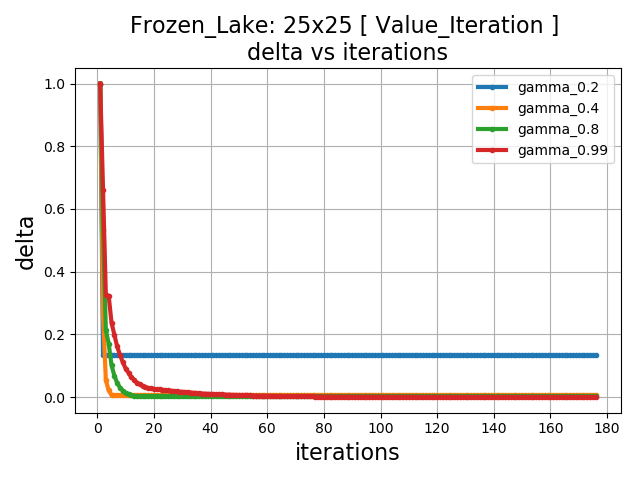 Frozen_Lake: 25x25 [ Value_Iteration ]
delta vs iterations
gamma_0.2
gamma_0.4
gamma_0.8
gamma_0.99
1.0
0.8
0.6
0.4
0.2
0.0
delta
0 20 40 60 80 100 120 140 160 180
iterations